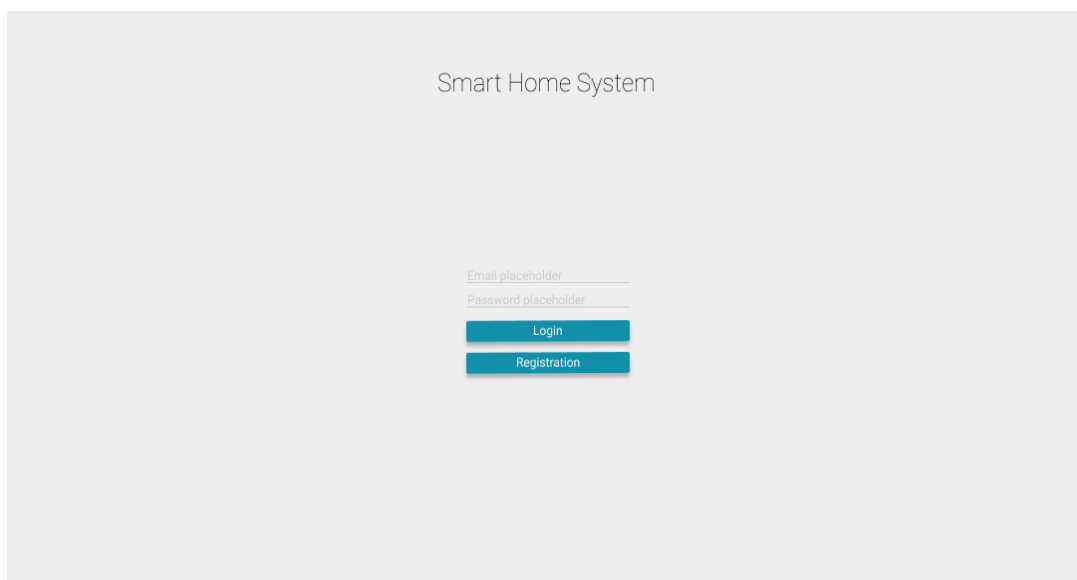 Smart Home System
Email placeholder
Password placeholder
Login
Registration